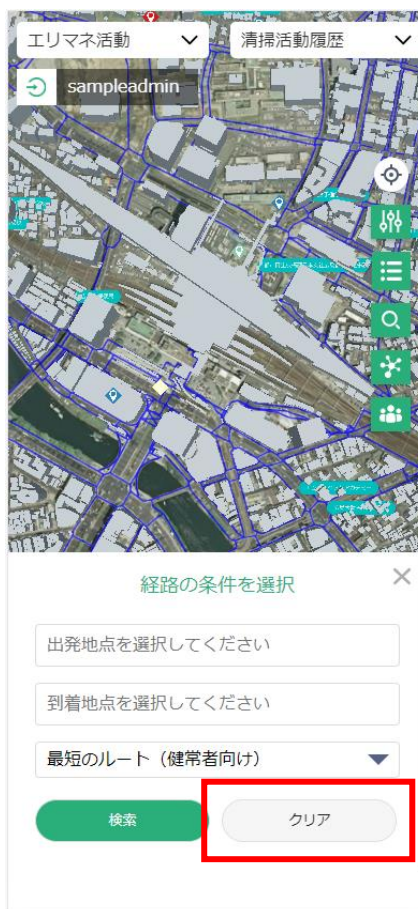 エリマネ活動
清掃活動履歴
sampleadmin
経路の条件を選択
出発地点を選択してください
到着地点を選択してください
最短のルート（健常者向け）
検索
クリア